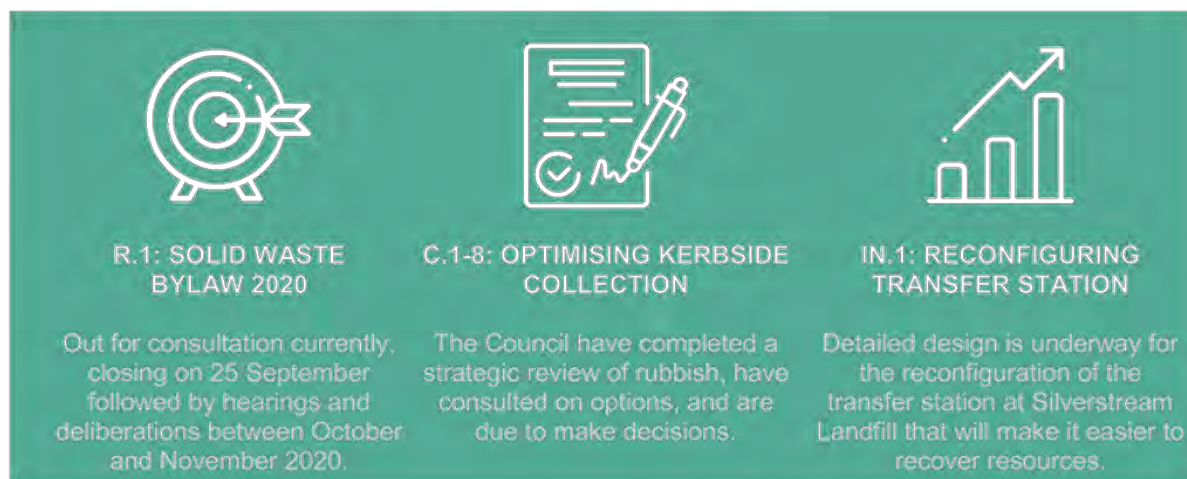 R.1: SOLID WASTE
BYLAW 2020
Out for consultation currently,
closing on 25 September
followed by hearings and
deliberations between October
and November 2020.
C.1-8: OPTIMISING KERBSIDE
COLLECTION
The Council have completed a
strategic review of rubbish, have
consulted on options, and are
due to make decisions.
IN.1: RECONFIGURING
TRANSFER STATION
Detailed design is underway for
the reconfiguration of the
transfer station at Silverstream
Landfill that will make it easier to
recover resources.